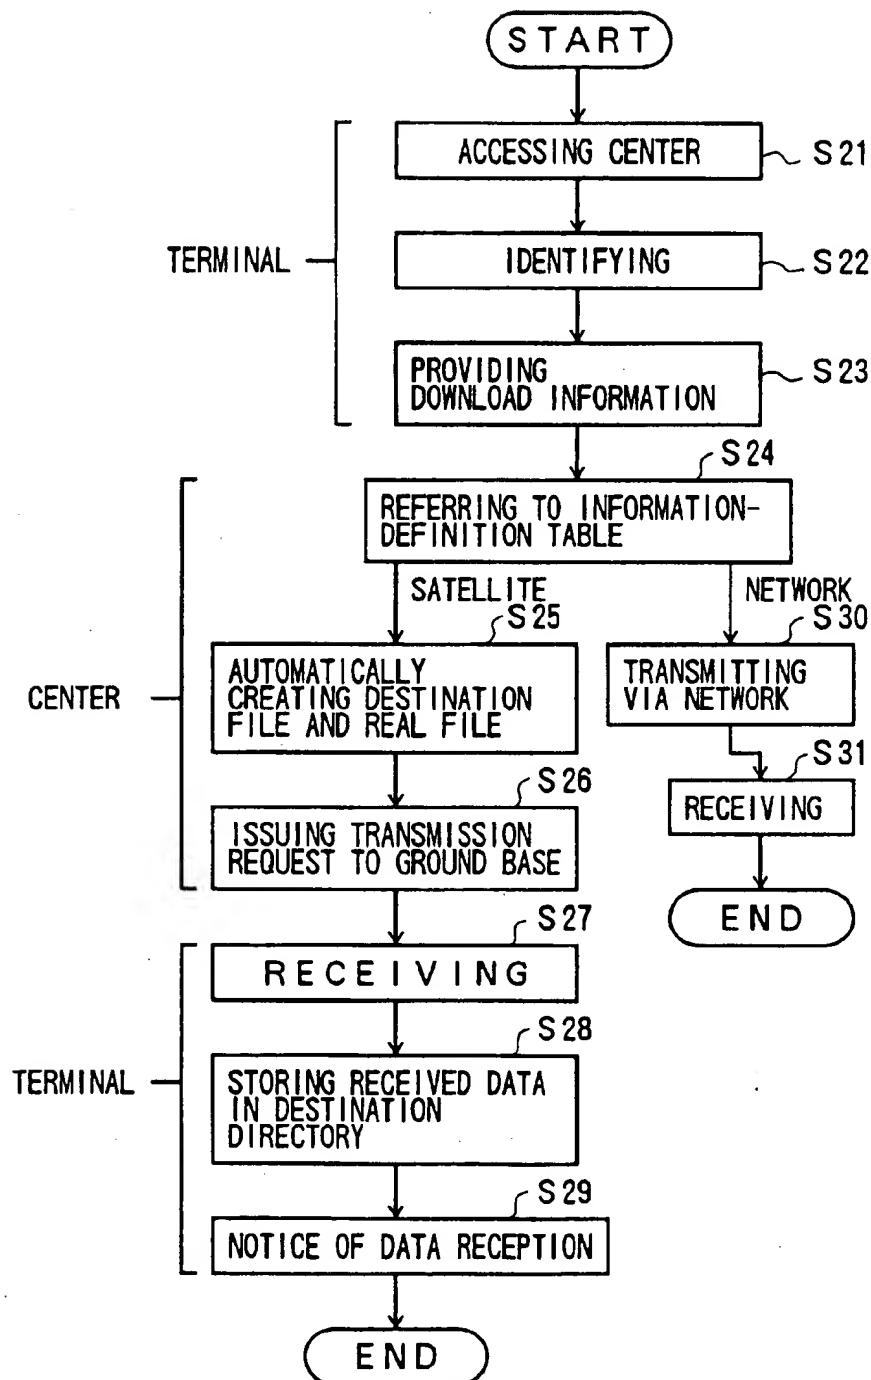 START
ACCESSING CENTER
S21
TERMINAL
IDENTIFYING
S22
PROVIDING
DOWNLOAD INFORMATION
S23
S24
REFERRING TO INFORMATION-
DEFINITION TABLE
SATELLITE
NETWORK
S25
S30
CENTER
AUTOMATICALLY
CREATING DESTINATION
FILE AND REAL FILE
TRANSMITTING
VIA NETWORK
S26
S31
ISSUING TRANSMISSION
REQUEST TO GROUND BASE
RECEIVING
END
S27
RECEIVING
S28
TERMINAL
STORING RECEIVED DATA
IN DESTINATION
DIRECTORY
S29
NOTICE OF DATA RECEPTION
END